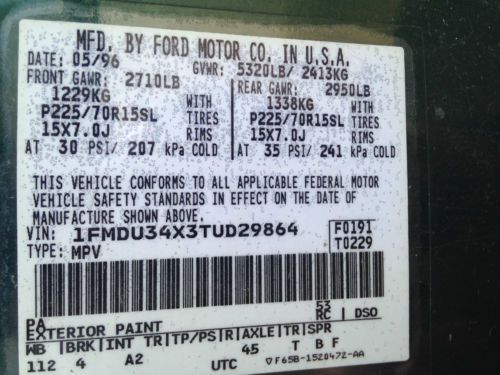 MFD. BY FORD MOTOR CO. IN U.S.A.
DATE: 05/96 GVWR: 5320LB/ 2413KG
FRONT GAWR: 2710LB REAR GAWR: 2950LB
1229KG WITH 1338KG WITH
P225/70R15SL TIRES P225/70R15SL TIRES
15X7.0J RIMS 15X7.0J RIMS
AT 30 PSI/ 207 kPa COLD AT 35 PSI/ 241 kPa COLD
THIS VEHICLE CONFORMS TO ALL APPLICABLE FEDERAL MOTOR
VEHICLE SAFETY STANDARDS IN EFFECT ON THE DATE OF
MANUFACTURE SHOWN ABOVE.
VIN: 1FMDU34X3TUD29864 F0191
TYPE: MPV T0229
PA 53
EXTERIOR PAINT RC DSO
WB BRK INT TR TP/PS R AXLE TR SPR
112 4 A2 45 T B F
UTC ▽F65B-1520472-AA